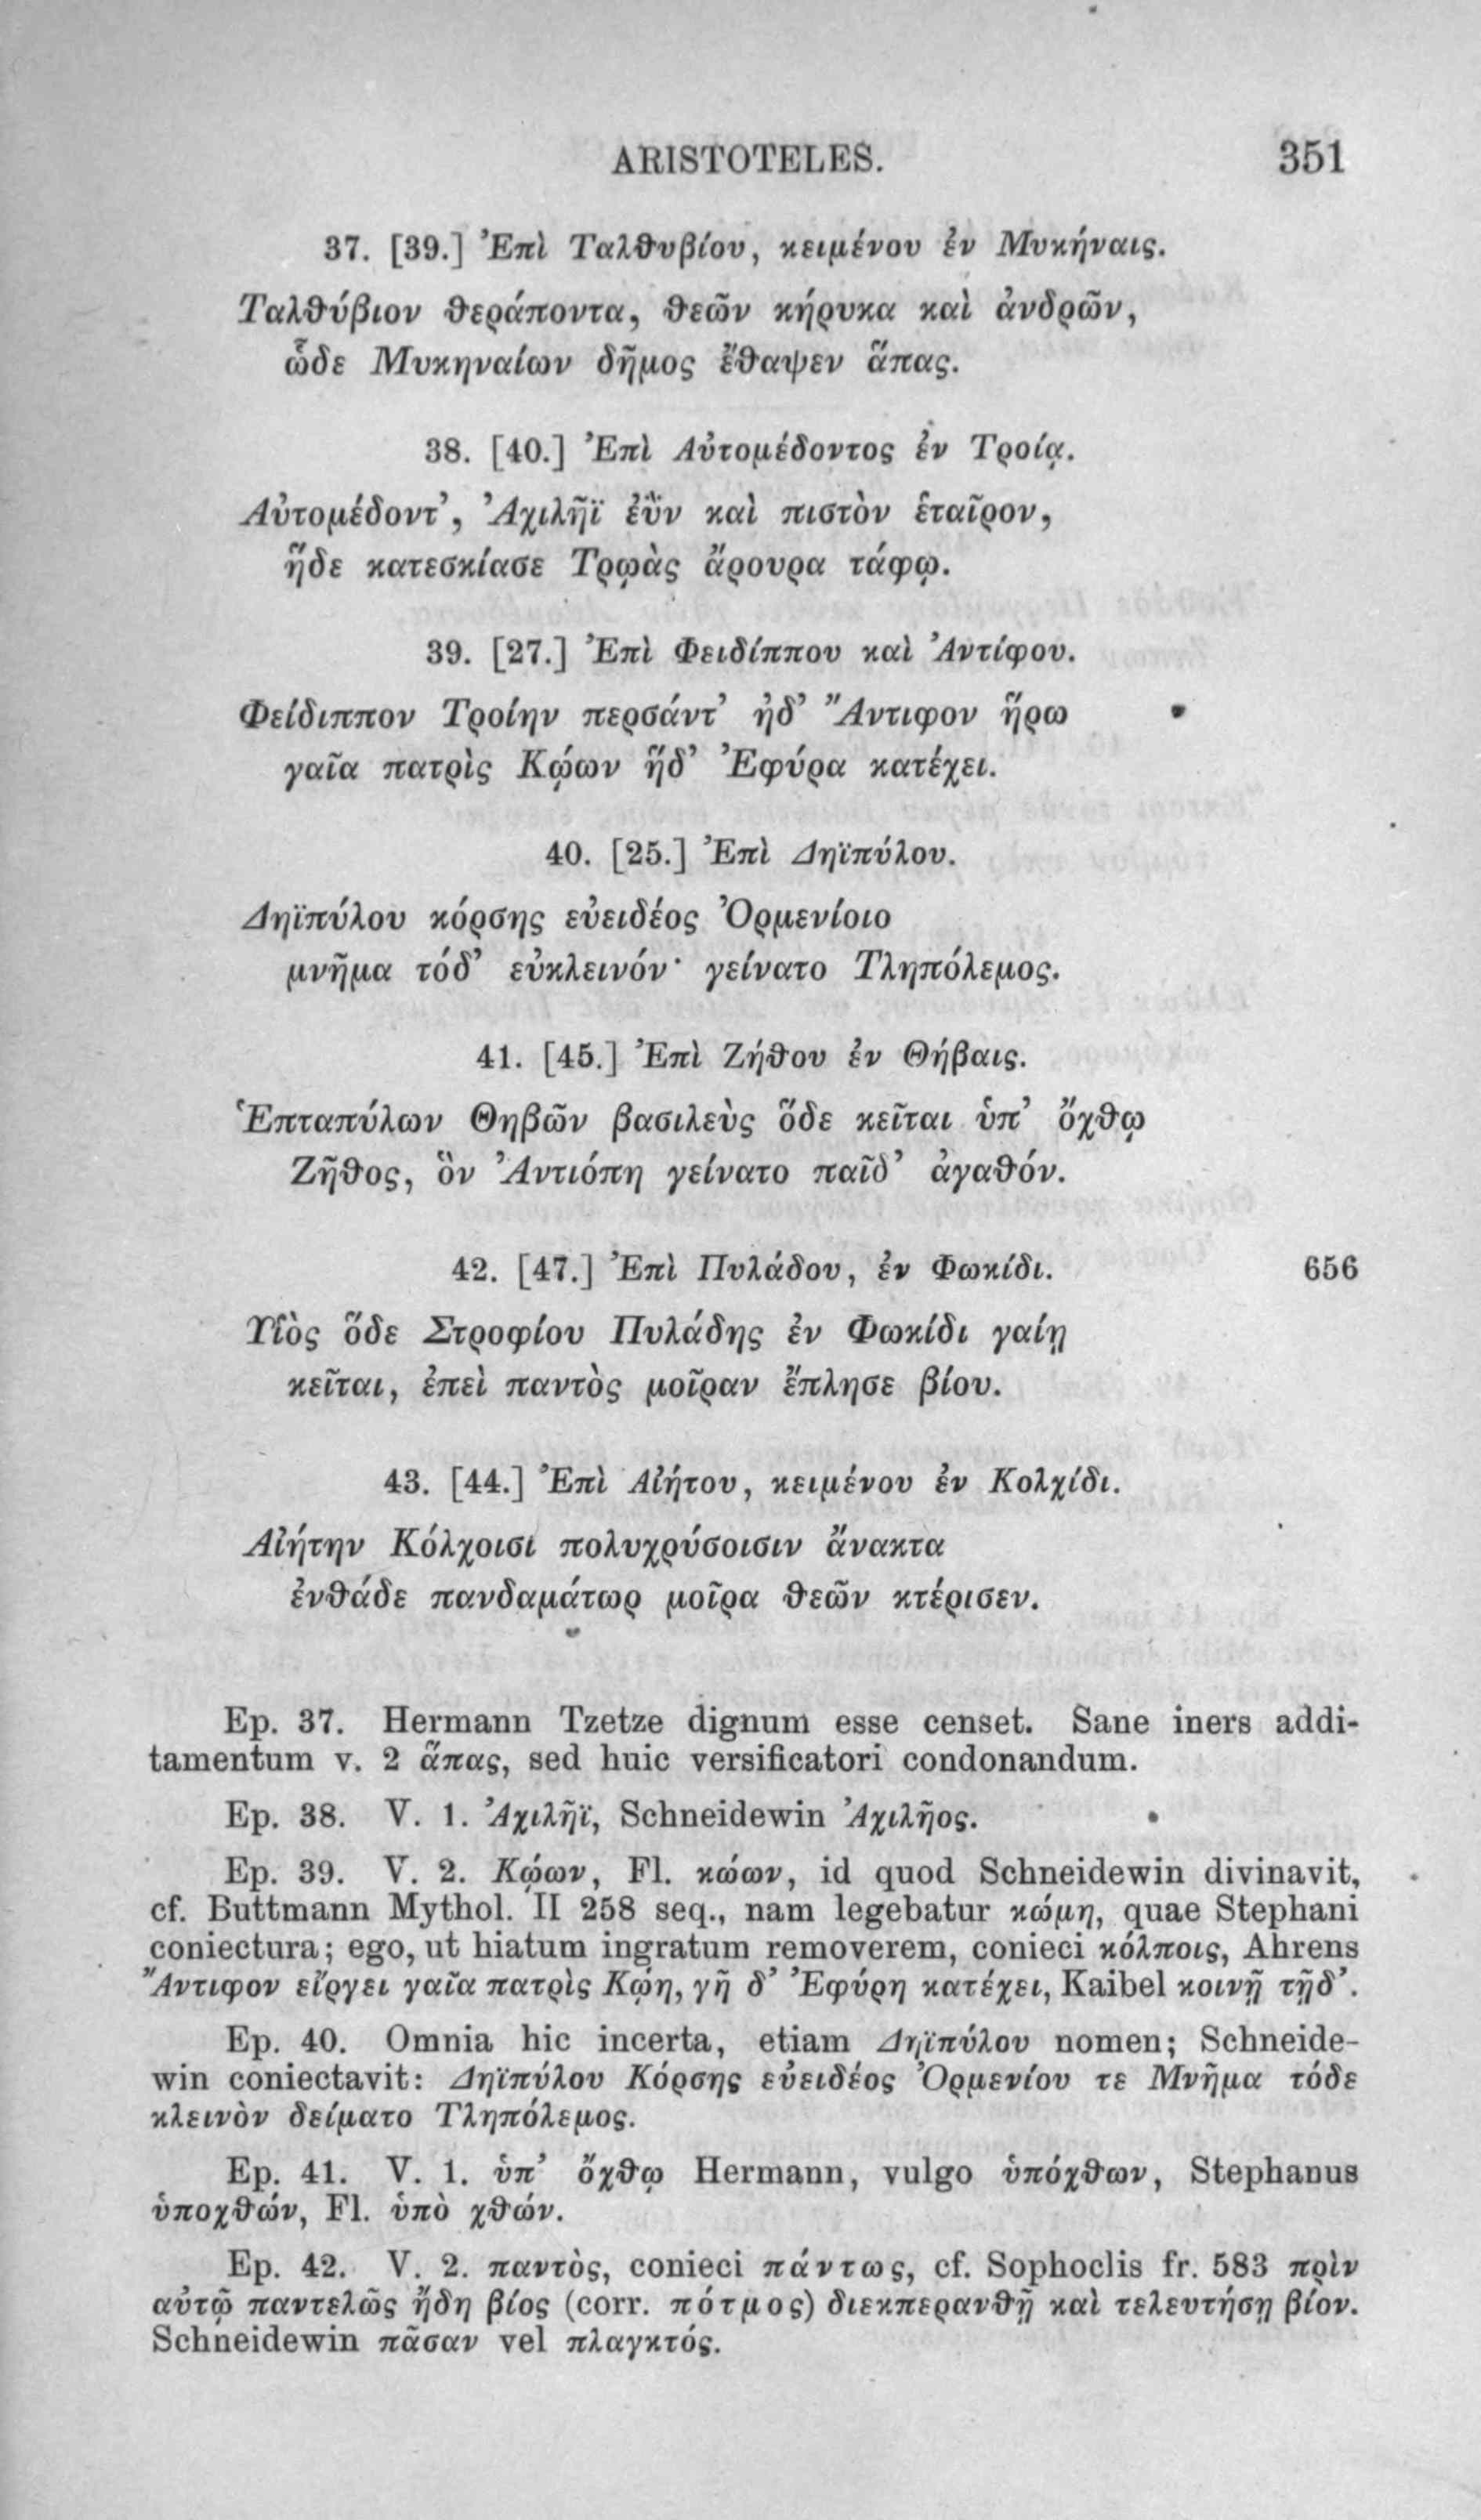 ARISTOTELES. 351
37. [39.] Ἐπὶ Ταλθυβίου, κειμένου ἐν Μυκήναις.
Ταλθύβιον θεράποντα, θεῶν κήρυκα καὶ ἀνδρῶν,
ὧδε Μυκηναίων δῆμος ἔθαψεν ἅπας.
38. [40.] Ἐπὶ Αὐτομέδοντος ἐν Τροίᾳ.
Αὐτομέδοντ’, Ἀχιλῆϊ ἐῢν καὶ πιστὸν ἑταῖρον,
ἥδε κατεσκίασε Τρῳὰς ἄρουρα τάφῳ.
39. [27.] Ἐπὶ Φειδίππου καὶ Ἀντίφου.
Φείδιππον Τροίην περσάντ’ ἠδ’ Ἄντιφον ἥρω
γαῖα πατρὶς Κῴων ἥδ’ Ἐφύρα κατέχει.
40. [25.] Ἐπὶ Δηϊπύλου.
Δηϊπύλου κόρσης εὐειδέος Ὀρμενίοιο
μνῆμα τόδ’ εὐκλεινόν· γείνατο Τληπόλεμος.
41. [45.] Ἐπὶ Ζήθου ἐν Θήβαις.
Ἑπταπύλων Θηβῶν βασιλεὺς ὅδε κεῖται ὑπ’ ὄχθῳ
Ζῆθος, ὃν Ἀντιόπη γείνατο παῖδ’ ἀγαθόν.
42. [47.] Ἐπὶ Πυλάδου, ἐν Φωκίδι. 656
Υἱὸς ὅδε Στροφίου Πυλάδης ἐν Φωκίδι γαίῃ
κεῖται, ἐπεὶ παντὸς μοῖραν ἔπλησε βίου.
43. [44.] Ἐπὶ Αἰήτου, κειμένου ἐν Κολχίδι.
Αἰήτην Κόλχοισι πολυχρύσοισιν ἄνακτα
ἐνθάδε πανδαμάτωρ μοῖρα θεῶν κτέρισεν.
Ep. 37. Hermann Tzetze dignum esse censet. Sane iners addi-
tamentum v. 2 ἅπας, sed huic versificatori condonandum.
Ep. 38. V. 1. Ἀχιλῆϊ, Schneidewin Ἀχιλῆος.
Ep. 39. V. 2. Κῴων, Fl. κώων, id quod Schneidewin divinavit,
cf. Buttmann Mythol. II 258 seq., nam legebatur κώμη, quae Stephani
coniectura; ego, ut hiatum ingratum removerem, conieci κόλποις, Ahrens
Ἄντιφον εἴργει γαῖα πατρὶς Κῴη, γῆ δ’ Ἐφύρη κατέχει, Kaibel κοινῇ τῇδ’.
Ep. 40. Omnia hic incerta, etiam Δηϊπύλου nomen; Schneide-
win coniectavit: Δηϊπύλου Κόρσης εὐειδέος Ὀρμενίου τε Μνῆμα τόδε
κλεινὸν δείματο Τληπόλεμος.
Ep. 41. V. 1. ὑπ’ ὄχθῳ Hermann, vulgo ὑπόχθων, Stephanus
ὑποχθών, Fl. ὑπὸ χθών.
Ep. 42. V. 2. παντὸς, conieci πάντως, cf. Sophoclis fr. 583 πρὶν
αὐτῷ παντελῶς ἤδη βίος (corr. πότμος) διεκπερανθῇ καὶ τελευτήσῃ βίον.
Schneidewin πᾶσαν vel πλαγκτός.